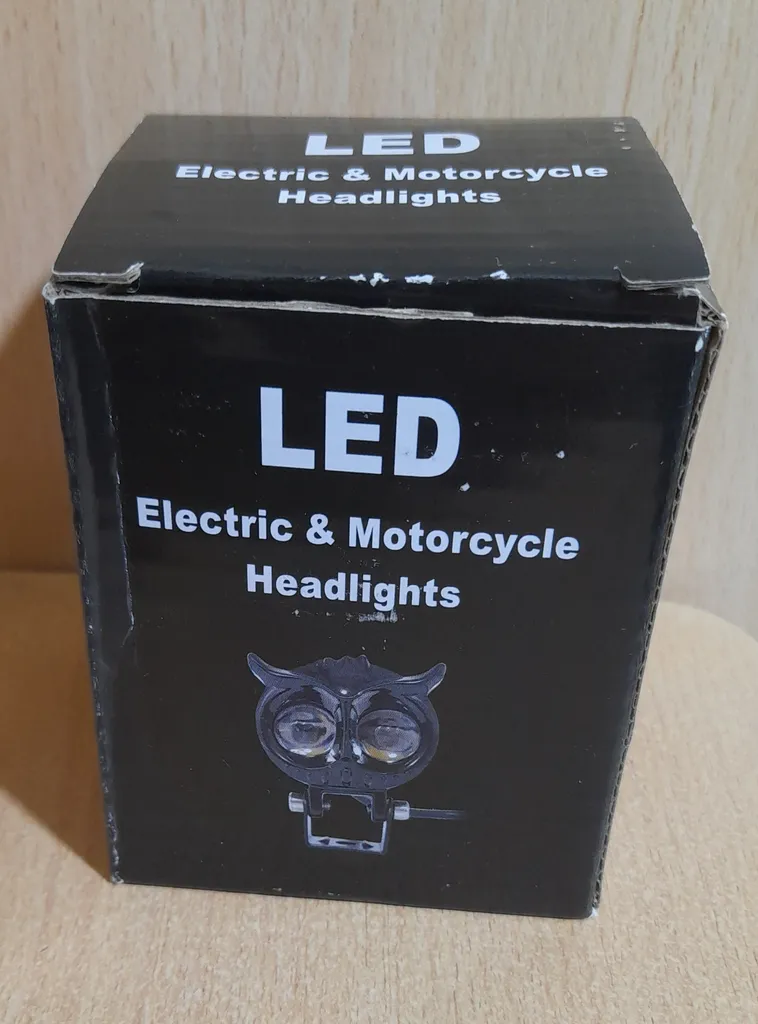 LED
Electric & Motorcycle
Headlights
LED
Electric & Motorcycle
Headlights